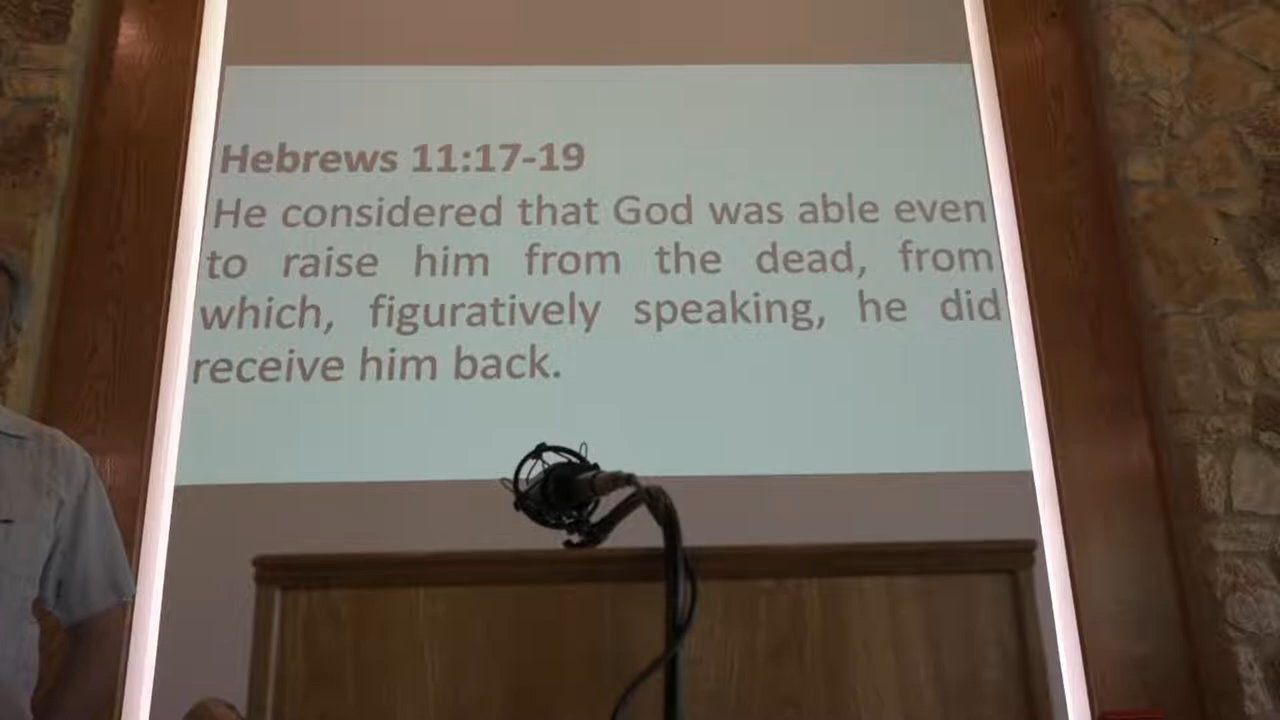 Hebrews 11:17-19
He considered that God was able even
to raise him from the dead, from
which, figuratively speaking, he did
receive him back.